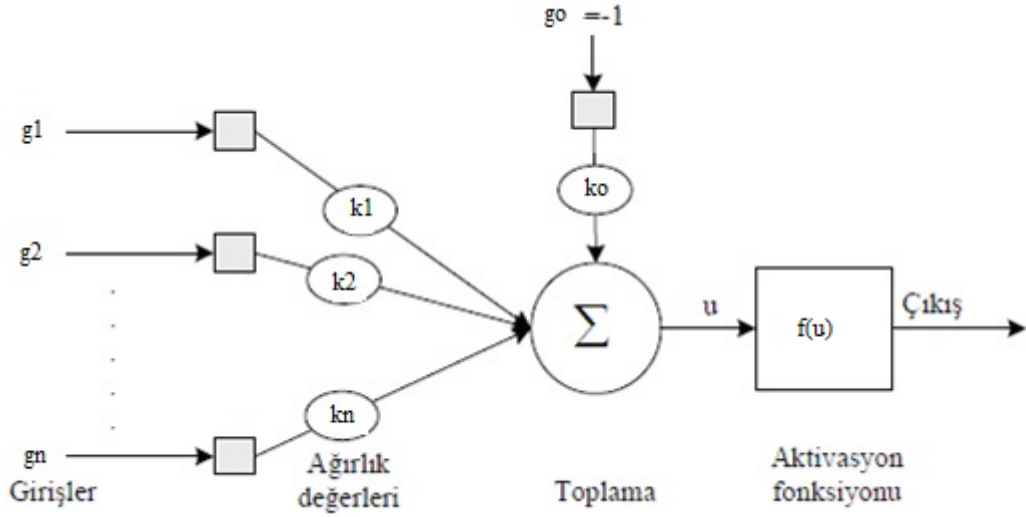 go =-1
g1
k1
ko
g2
k2
Σ
u
f(u)
Çıkış
kn
gn
Girişler
Ağırlık
değerleri
Toplama
Aktivasyon
fonksiyonu